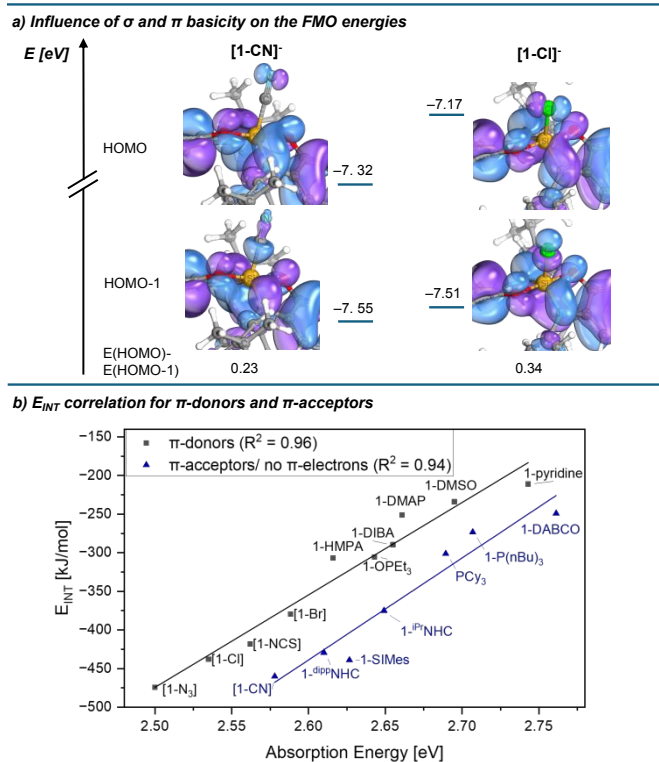 a) Influence of σ and π basicity on the FMO energies
E [eV]
[1-CN]⁻
[1-Cl]⁻
HOMO
–7. 32
–7.17
HOMO-1
–7. 55
–7.51
E(HOMO)-
E(HOMO-1)
0.23
0.34
b) E_INT correlation for π-donors and π-acceptors
π-donors (R² = 0.96)
π-acceptors/ no π-electrons (R² = 0.94)
E_INT [kJ/mol]
−150
−200
−250
−300
−350
−400
−450
−500
1-pyridine
1-DMSO
1-DMAP
1-DABCO
1-DIBA
1-HMPA
1-P(nBu)₃
1-OPEt₃
PCy₃
[1-Br]
1-ⁱᴾʳNHC
[1-NCS]
[1-Cl]
1-ᵈⁱᵖᵖNHC
1-SIMes
[1-N₃]
[1-CN]
2.50
2.55
2.60
2.65
2.70
2.75
Absorption Energy [eV]